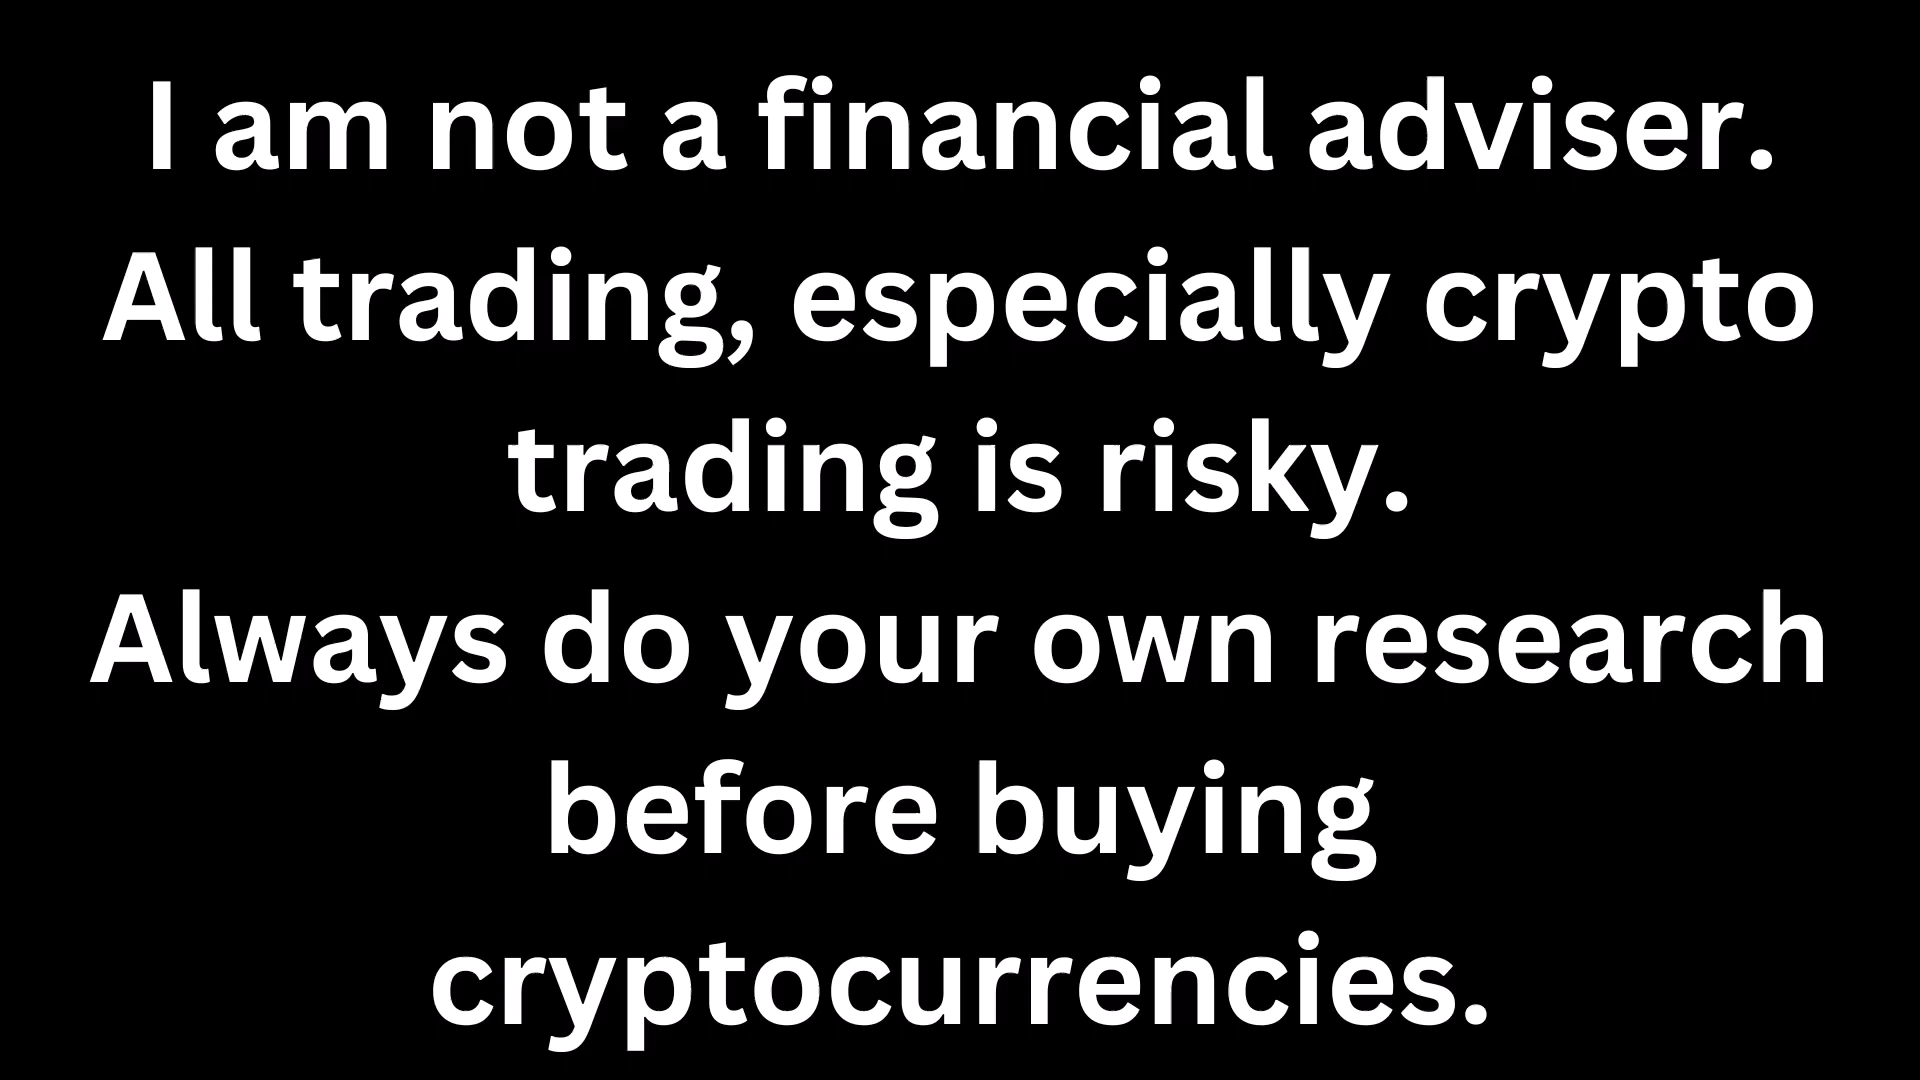 I am not a financial adviser.
All trading, especially crypto
trading is risky.
Always do your own research
before buying
cryptocurrencies.